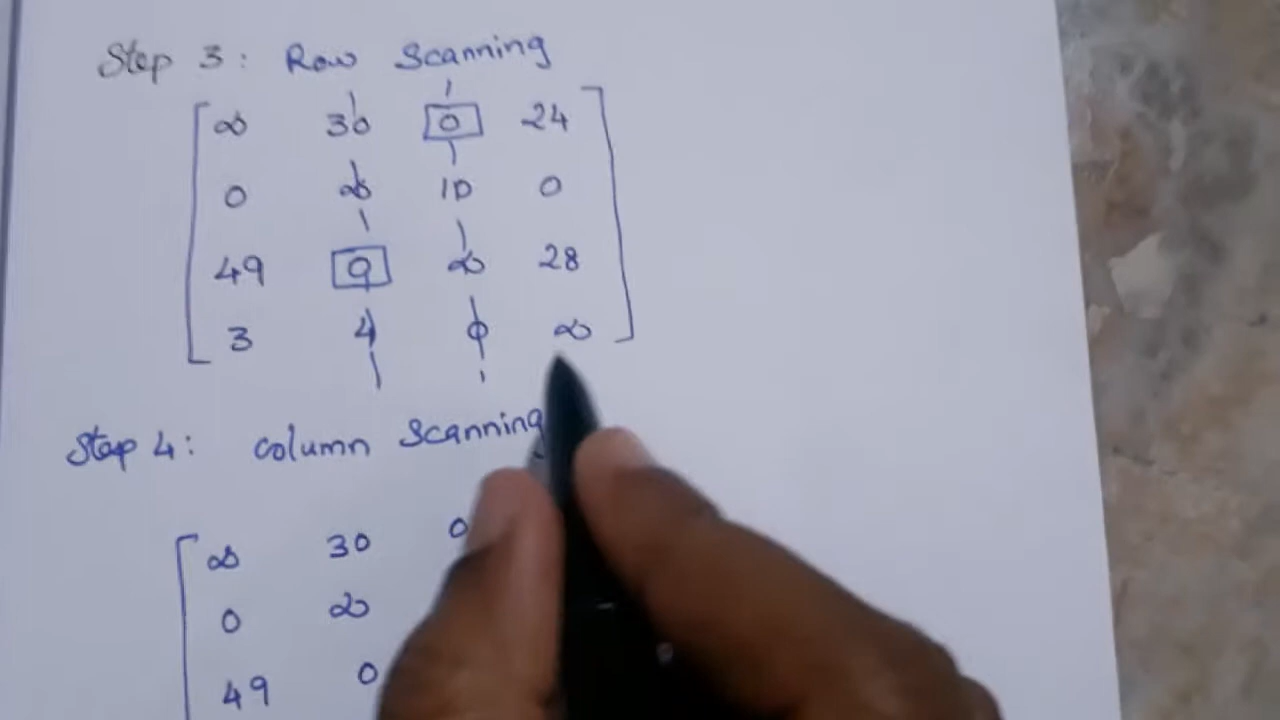 Step 3: Row Scanning
∞ 30 0 24
0 ∞ 10 0
49 0 ∞ 28
3 4 0 ∞
Step 4: column Scanning
∞ 30 0
0 ∞
49 0